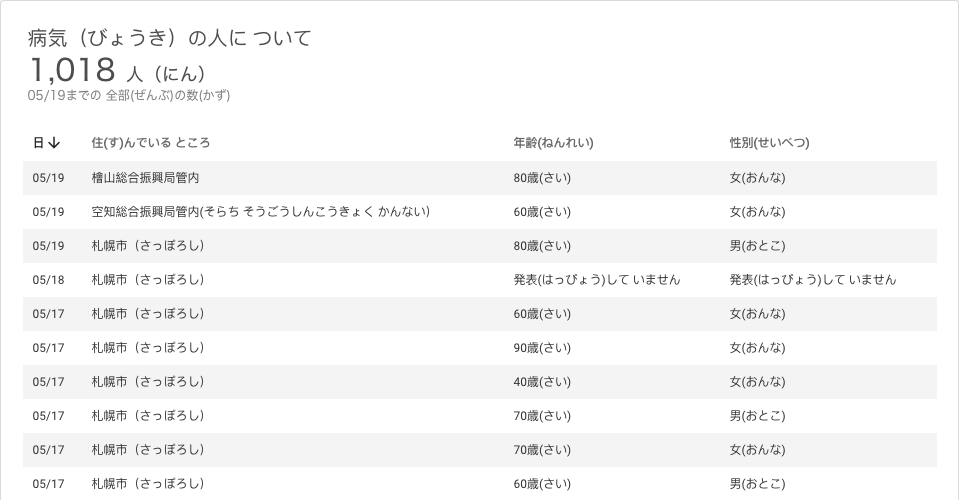 病気（びょうき）の人に ついて
1,018 人（にん）
05/19までの 全部(ぜんぶ)の数(かず)
日↓ 住(す)んでいる ところ 年齢(ねんれい) 性別(せいべつ)
05/19 檜山総合振興局管内 80歳(さい) 女(おんな)
05/19 空知総合振興局管内(そらち そうごうしんこうきょく かんない） 60歳(さい) 女(おんな)
05/19 札幌市（さっぽろし） 80歳(さい) 男(おとこ)
05/18 札幌市（さっぽろし） 発表(はっぴょう)して いません 発表(はっぴょう)して いません
05/17 札幌市（さっぽろし） 60歳(さい) 女(おんな)
05/17 札幌市（さっぽろし） 90歳(さい) 女(おんな)
05/17 札幌市（さっぽろし） 40歳(さい) 女(おんな)
05/17 札幌市（さっぽろし） 70歳(さい) 男(おとこ)
05/17 札幌市（さっぽろし） 70歳(さい) 女(おんな)
05/17 札幌市（さっぽろし） 60歳(さい) 男(おとこ)